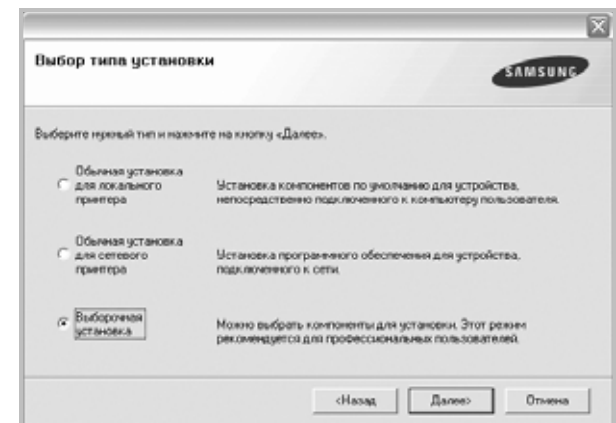 Выбор типа установки
SAMSUNG
Выберите нужный тип и нажмите на кнопку «Далее».
Обычная установка
для локального
принтера
Установка компонентов по умолчанию для устройства,
непосредственно подключенного к компьютеру пользователя.
Обычная установка
для сетевого
принтера
Установка программного обеспечения для устройства,
подключенного к сети.
Выборочная
установка
Можно выбрать компоненты для установки. Этот режим
рекомендуется для профессиональных пользователей.
<Назад
Далее>
Отмена